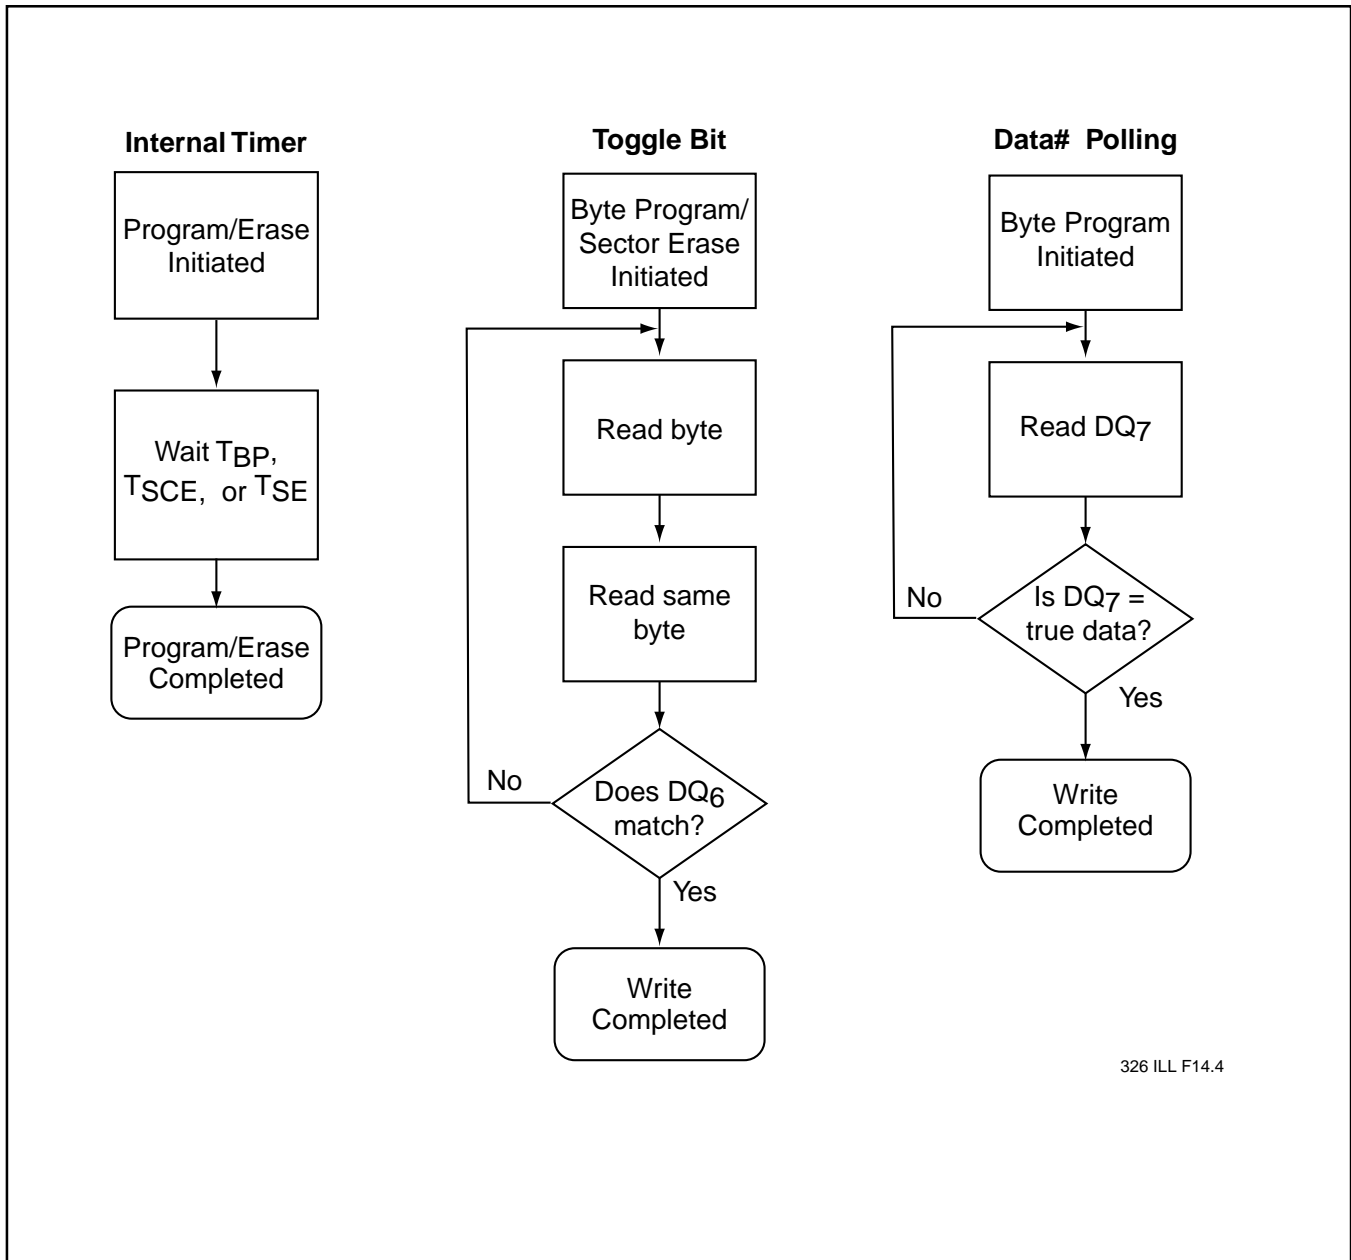 Internal Timer
Program/Erase
Initiated
Wait TBP,
TSCE, or TSE
Program/Erase
Completed
Toggle Bit
Byte Program/
Sector Erase
Initiated
Read byte
Read same
byte
No
Does DQ6
match?
Yes
Write
Completed
Data# Polling
Byte Program
Initiated
Read DQ7
No
Is DQ7 =
true data?
Yes
Write
Completed
326 ILL F14.4